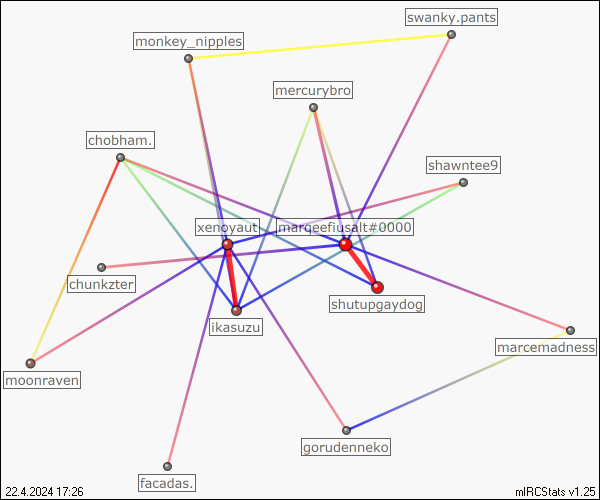 swanky.pants
monkey_nipples
mercurybro
chobham.
shawntee9
xenoyaut
marqeefiusalt#0000
chunkzter
shutupgaydog
ikasuzu
marcemadness
moonraven
gorudenneko
facadas.
22.4.2024 17:26
mIRCStats v1.25